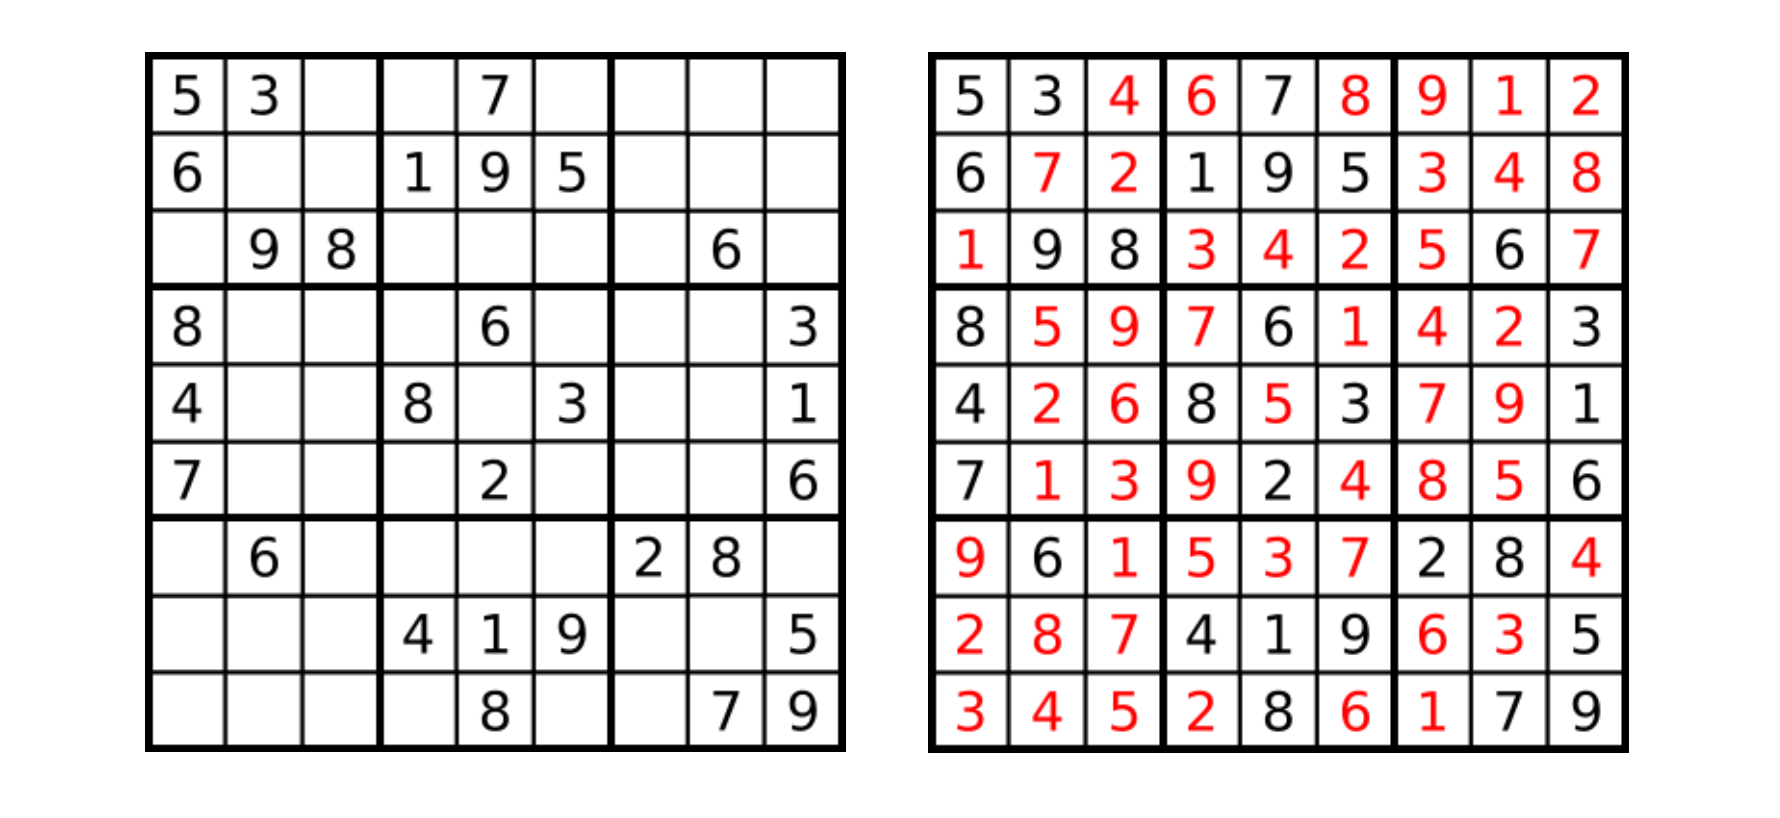 5 3 7
6 1 9 5
9 8 6
8 6 3
4 8 3 1
7 2 6
6 2 8
4 1 9 5
8 7 9
5 3 4 6 7 8 9 1 2
6 7 2 1 9 5 3 4 8
1 9 8 3 4 2 5 6 7
8 5 9 7 6 1 4 2 3
4 2 6 8 5 3 7 9 1
7 1 3 9 2 4 8 5 6
9 6 1 5 3 7 2 8 4
2 8 7 4 1 9 6 3 5
3 4 5 2 8 6 1 7 9